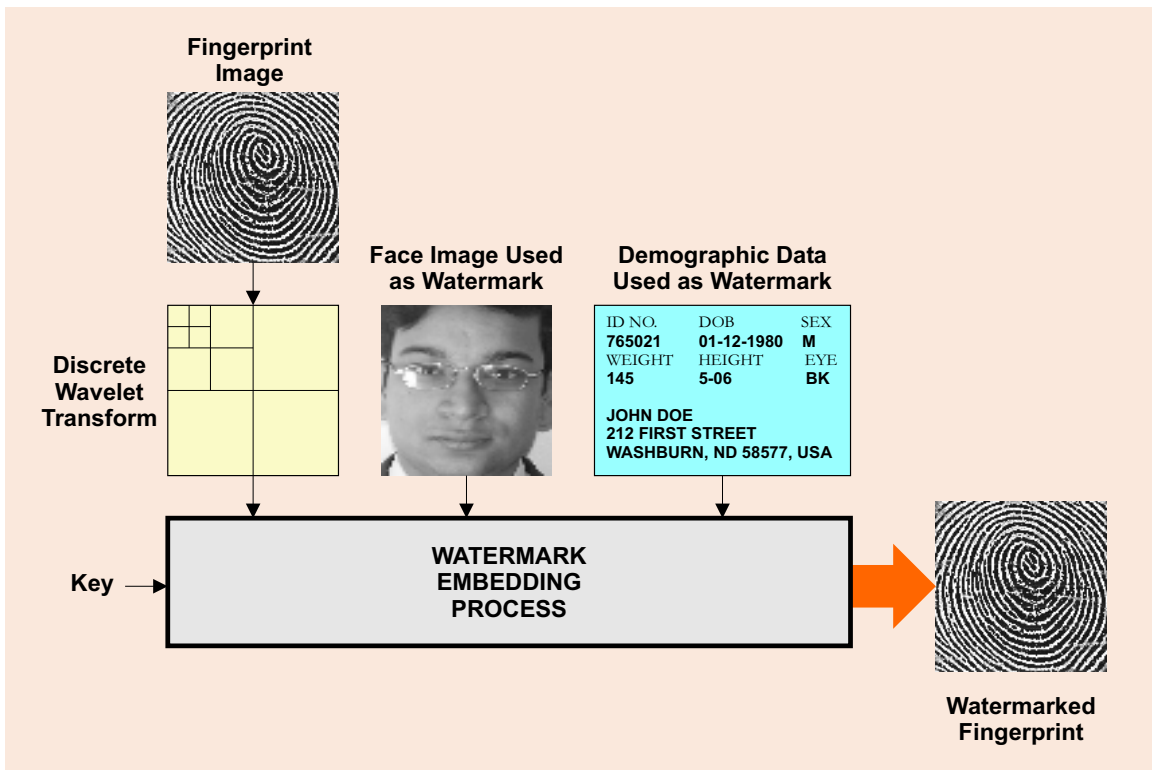 Fingerprint
Image
Face Image Used
as Watermark
Demographic Data
Used as Watermark
Discrete
Wavelet
Transform
ID NO. DOB SEX
765021 01-12-1980 M
WEIGHT HEIGHT EYE
145 5-06 BK
JOHN DOE
212 FIRST STREET
WASHBURN, ND 58577, USA
Key
WATERMARK
EMBEDDING
PROCESS
Watermarked
Fingerprint